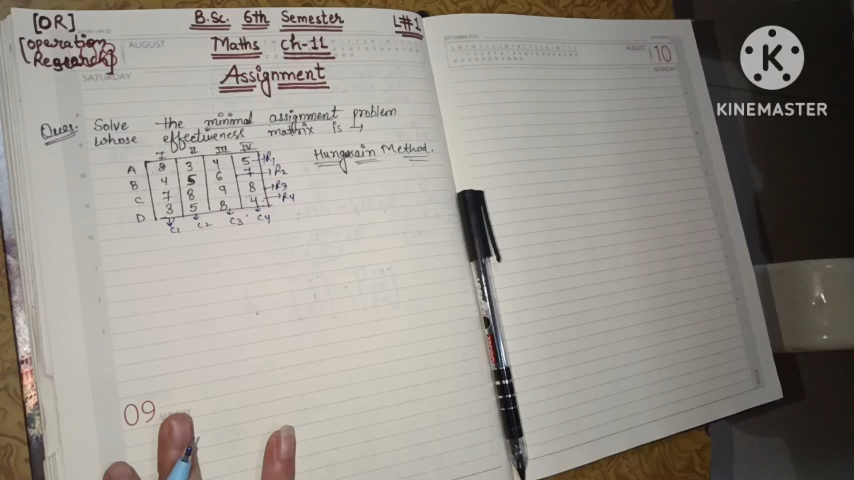 [OR]
[Operation Research]
B.Sc. 6th Semester
L#1
Maths Ch-11
Assignment
AUGUST
SATURDAY
Ques. Solve the minimal assignment problem
whose effectiveness matrix is →
I II III IV
A 3 4 5 →R1
B 4 5 6 7 →R2
C 7 8 9 8 →R3
D 3 5 8 4 →R4
C1 C2 C3 C4
Hungarain Method.
09
AUGUST 10
MONDAY
K
KINEMASTER